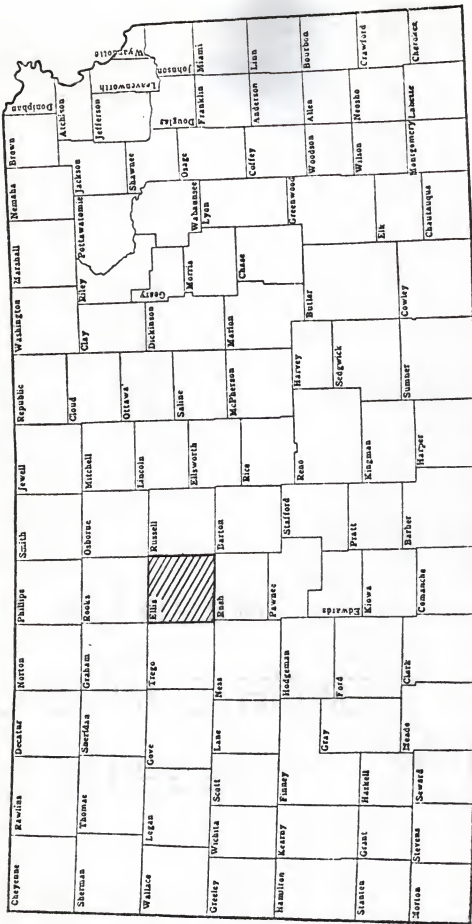 Cheyenne
Rawlins
Decatur
Norton
Phillips
Smith
Jewell
Republic
Washington
Marshall
Nemaha
Brown
Doniphan
Sherman
Thomas
Sheridan
Graham
Rooks
Osborne
Mitchell
Cloud
Clay
Riley
Pottawatomie
Jackson
Atchison
Jefferson
Leavenworth
Wyandotte
Wallace
Logan
Gove
Trego
Ellis
Russell
Lincoln
Ottawa
Saline
Dickinson
Geary
Morris
Wabaunsee
Shawnee
Osage
Douglas
Johnson
Greeley
Wichita
Scott
Lane
Ness
Rush
Barton
Ellsworth
Rice
McPherson
Marion
Chase
Lyon
Coffey
Franklin
Anderson
Miami
Linn
Hamilton
Kearny
Finney
Hodgeman
Pawnee
Stafford
Reno
Harvey
Sedgwick
Butler
Greenwood
Woodson
Allen
Bourbon
Stanton
Grant
Haskell
Gray
Ford
Edwards
Kiowa
Pratt
Kingman
Elk
Wilson
Neosho
Crawford
Morton
Stevens
Seward
Meade
Clark
Comanche
Barber
Harper
Sumner
Cowley
Chautauqua
Montgomery
Labette
Cherokee